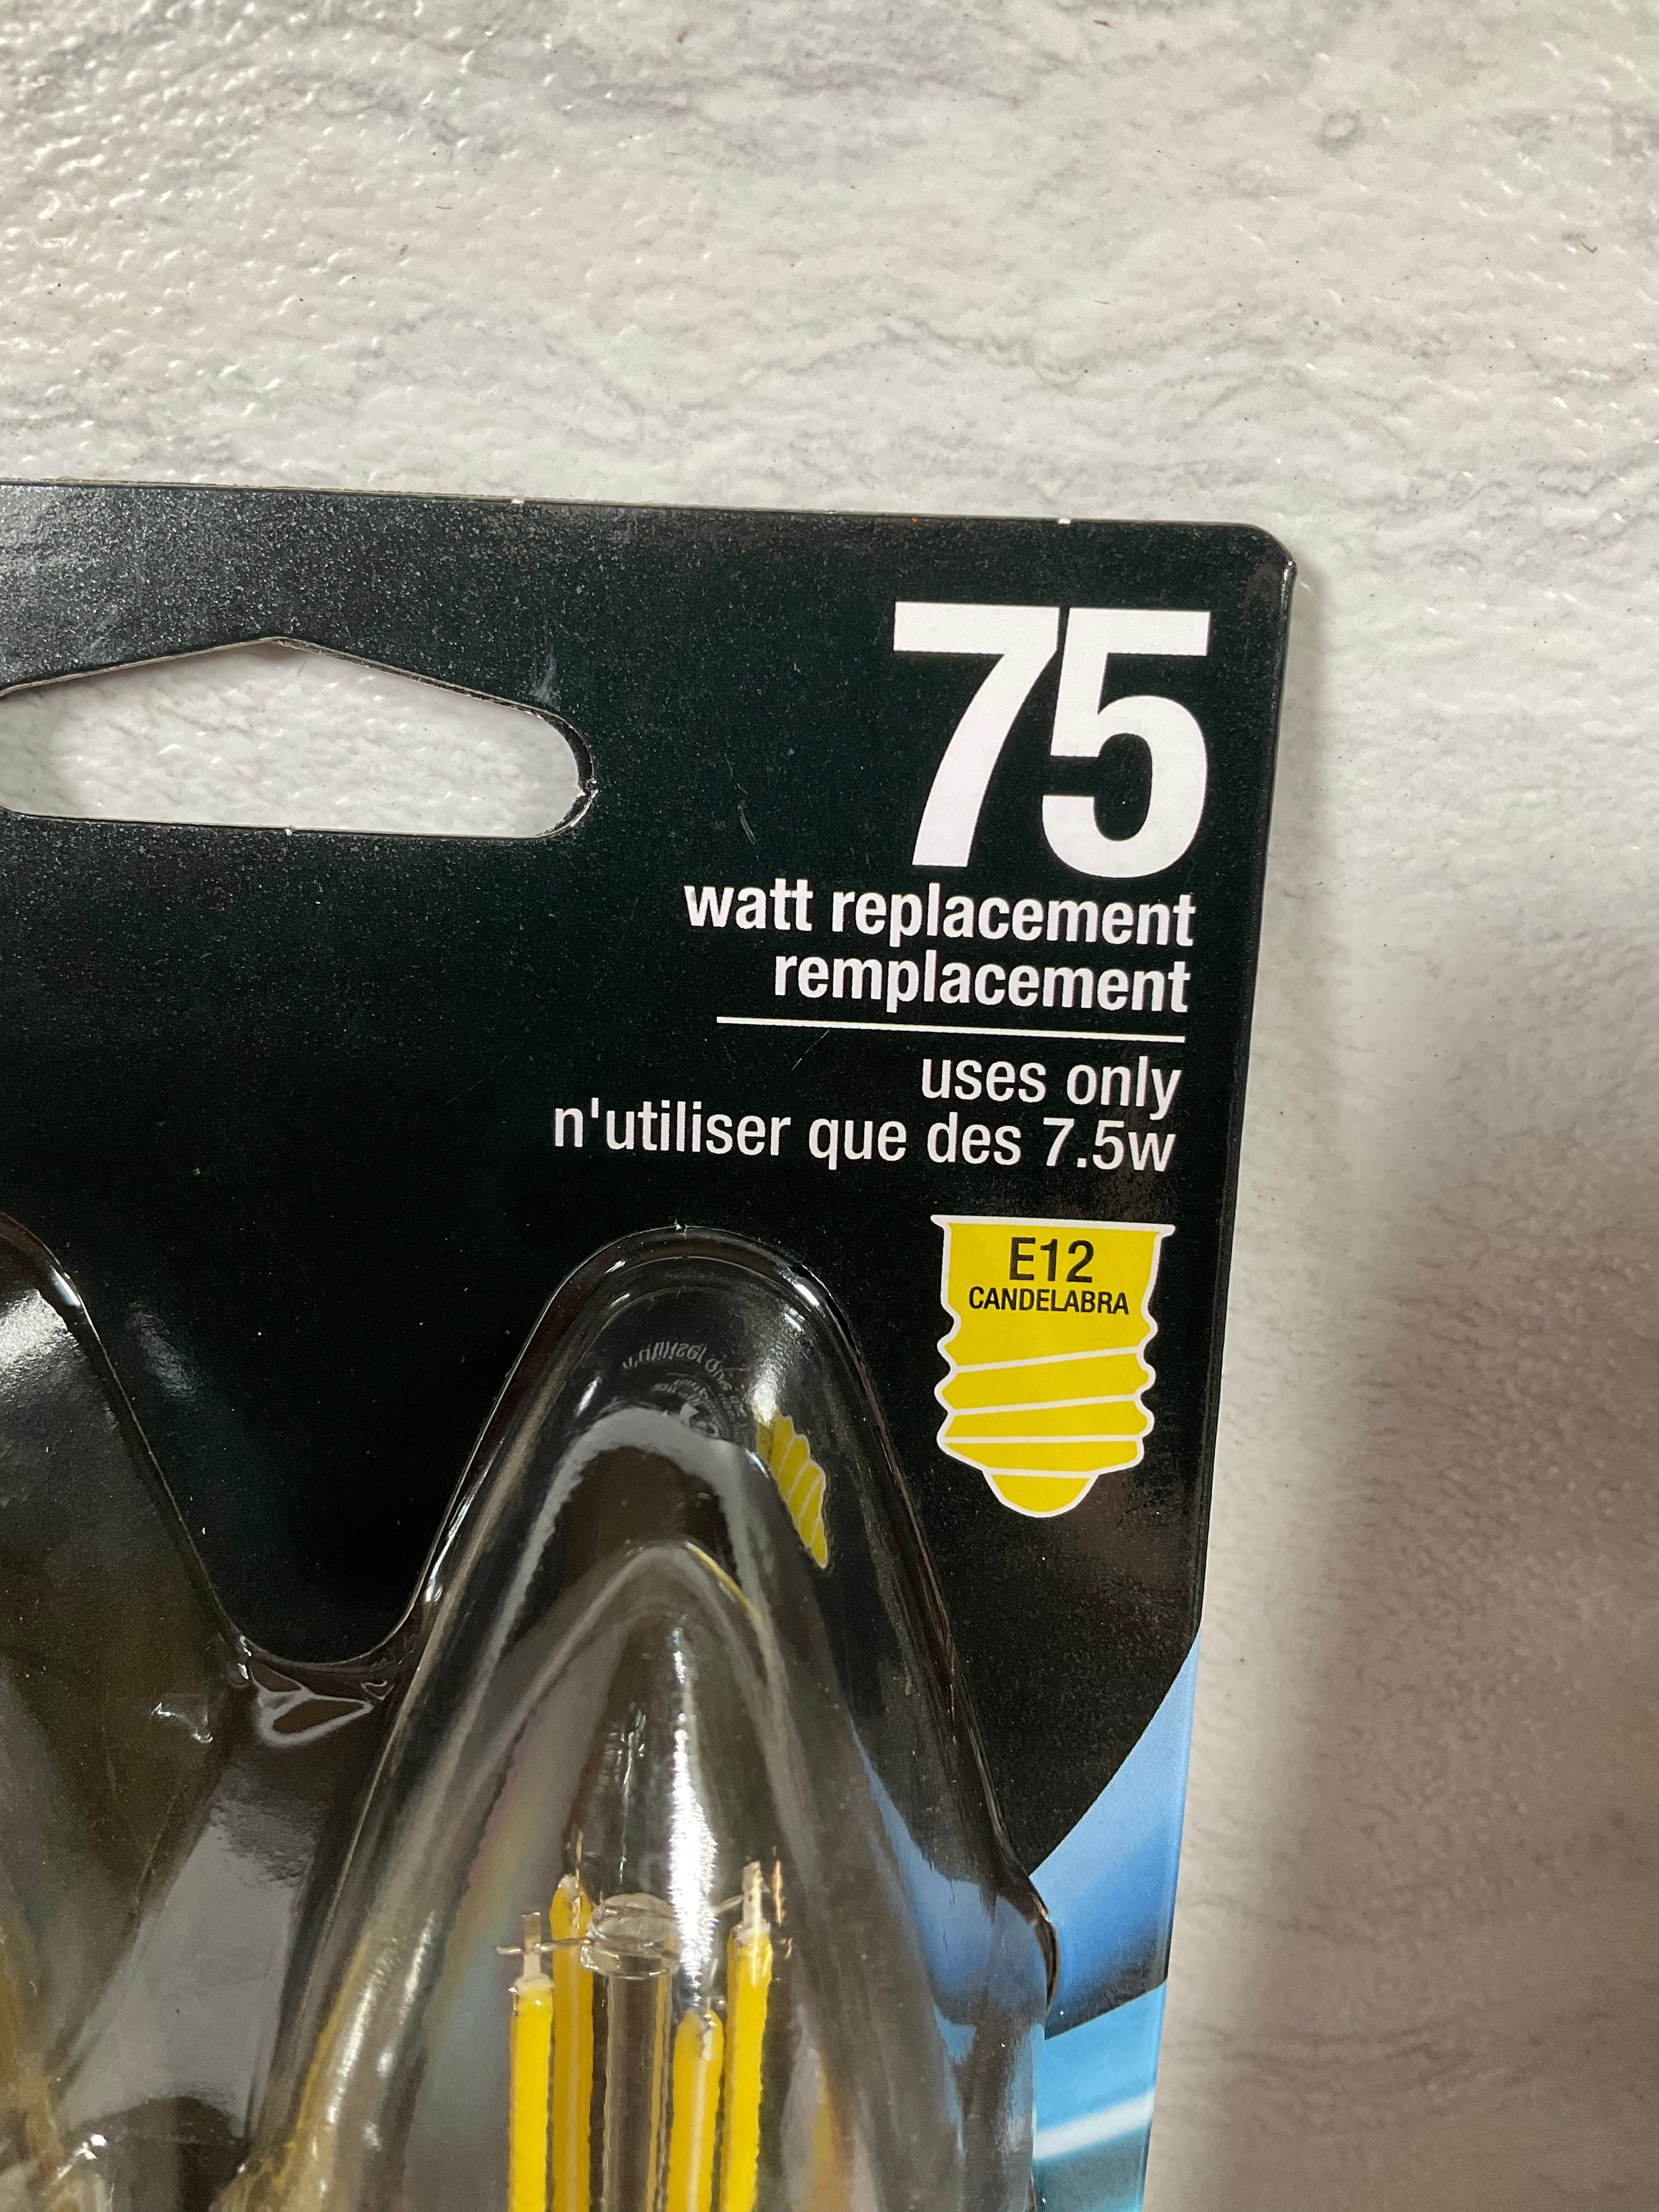 75
watt replacement
remplacement
uses only
n'utiliser que des 7.5w
E12
CANDELABRA